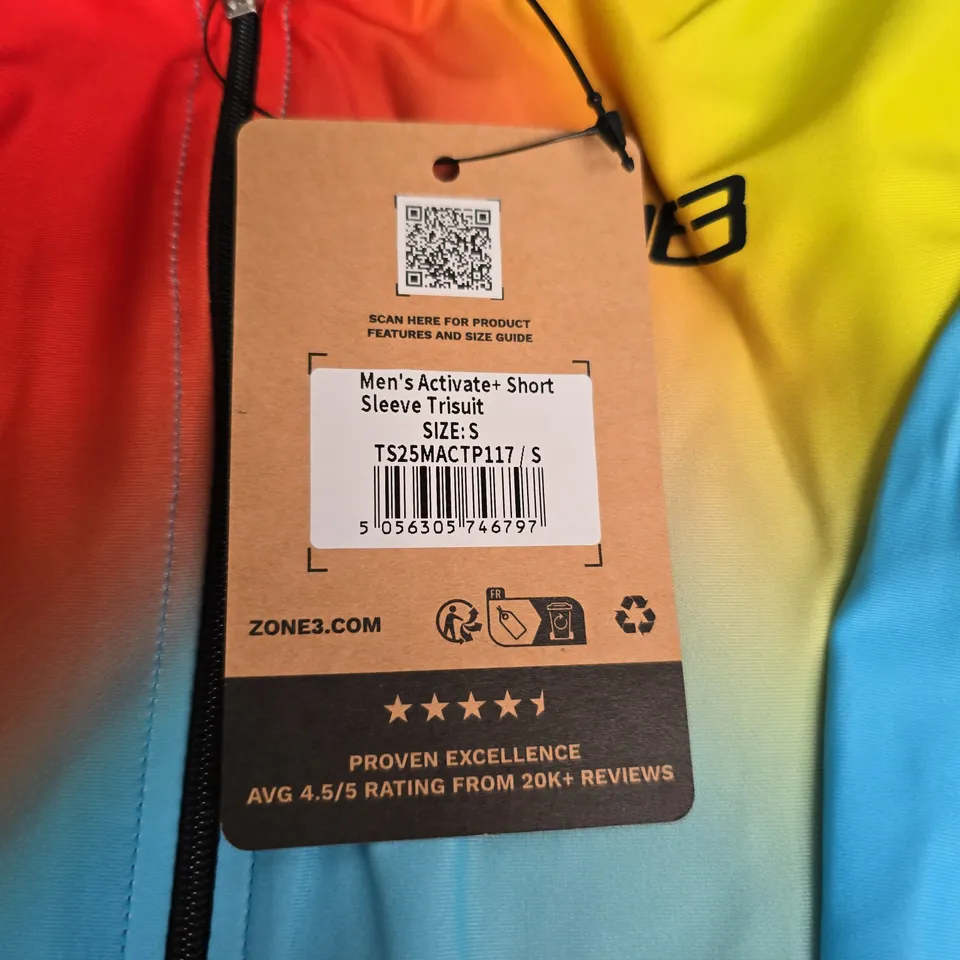 SCAN HERE FOR PRODUCT
FEATURES AND SIZE GUIDE
Men's Activate+ Short
Sleeve Trisuit
SIZE: S
TS25MACTP117 / S
5 056305 746797
ZONE3.COM
FR
PROVEN EXCELLENCE
AVG 4.5/5 RATING FROM 20K+ REVIEWS